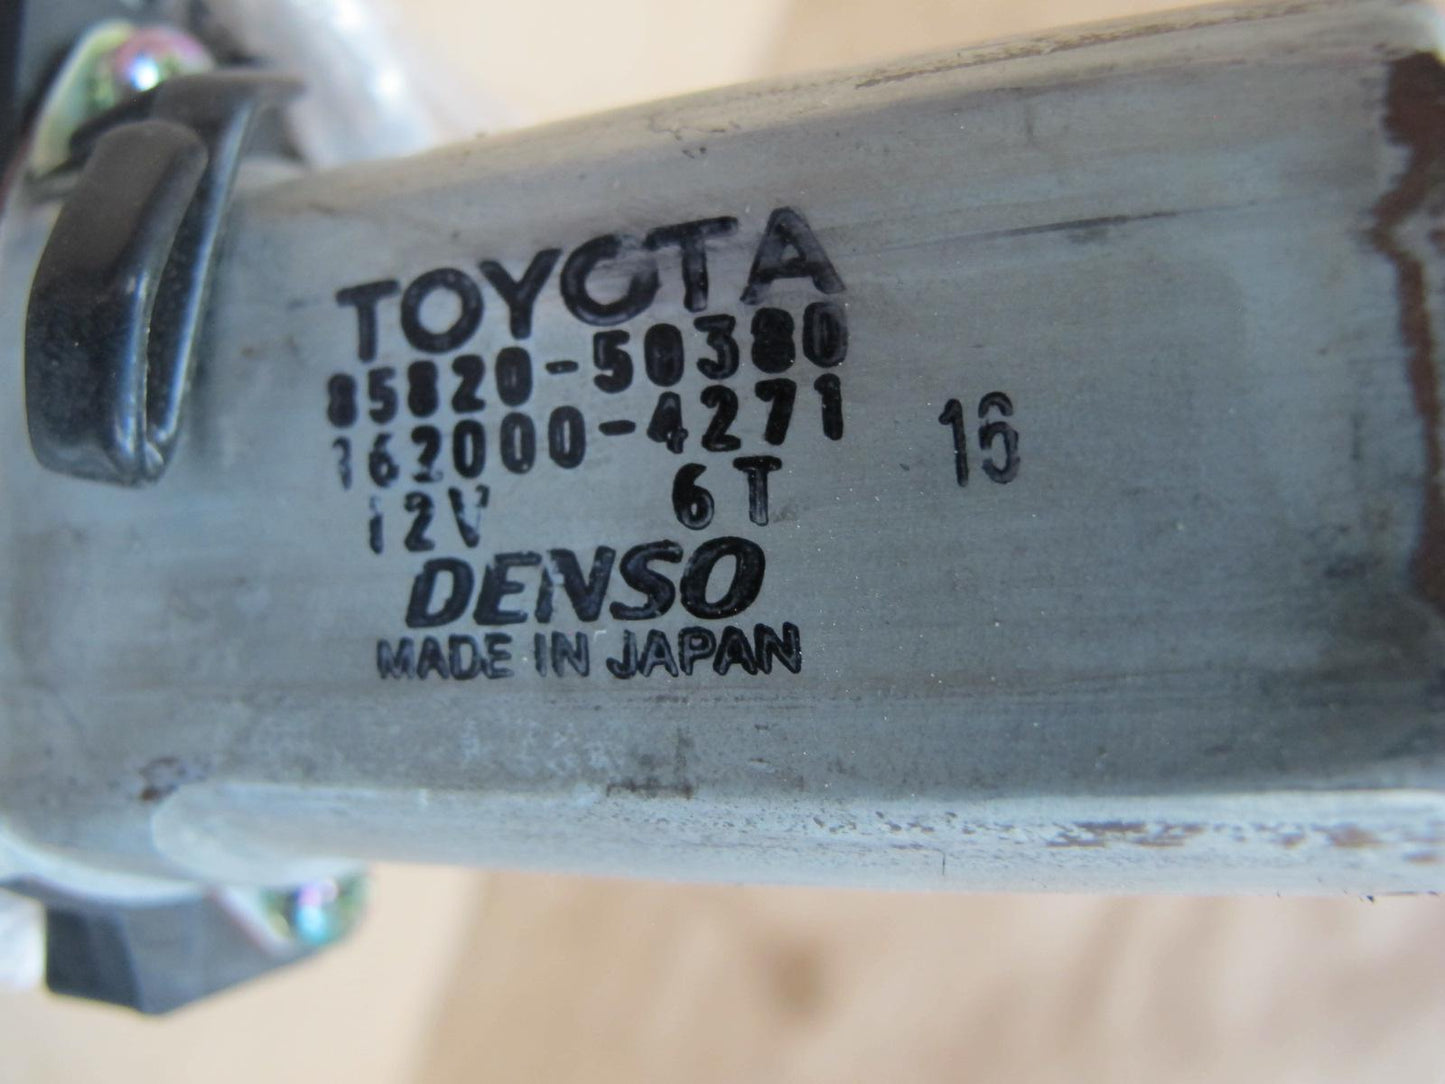 TOYOTA
85820-50380
162000-4271
16
12V 6T
DENSO
MADE IN JAPAN